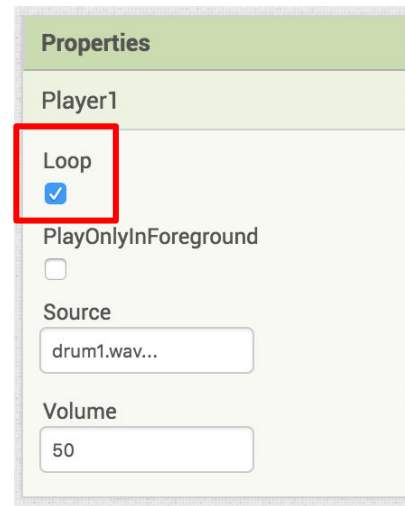 Properties
Player1
Loop
PlayOnlyInForeground
Source
drum1.wav...
Volume
50